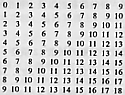 0 1 2 3 4 5 6 7 8 9
1 2 3 4 5 6 7 8 9 10
2 3 4 5 6 7 8 9 10 11
3 4 5 6 7 8 9 10 11 12
4 5 6 7 8 9 10 11 12 13
5 6 7 8 9 10 11 12 13 14
6 7 8 9 10 11 12 13 14 15
7 8 9 10 11 12 13 14 15 16
8 9 10 11 12 13 14 15 16 17
9 10 11 12 13 14 15 16 17 18